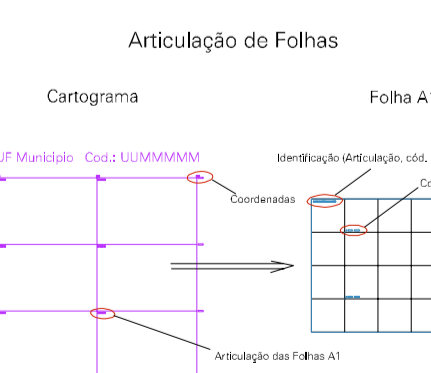 Articulação de Folhas
Cartograma
Folha A1
UF Municipio Cod.: UUMMMMM
Identificação (Articulação, cód.
Coordenadas
Articulação das Folhas A1